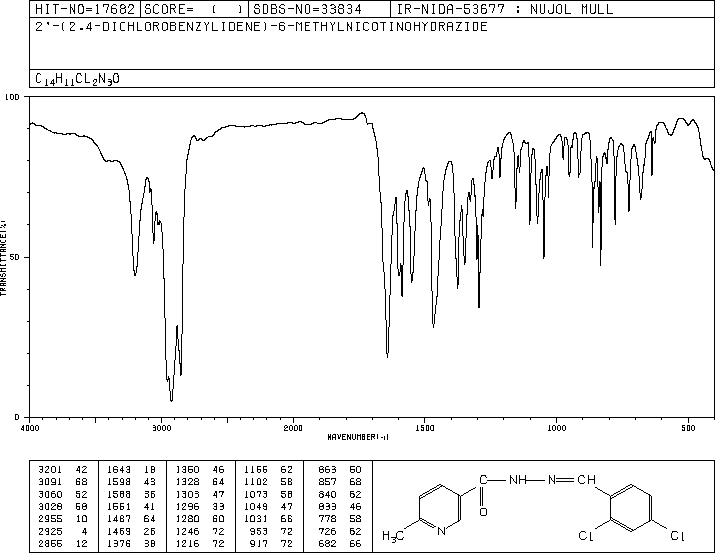 HIT-NO=17682 SCORE= ( ) SDBS-NO=33834 IR-NIDA-53677 : NUJOL MULL
2'-(2,4-DICHLOROBENZYLIDENE)-6-METHYLNICOTINOHYDRAZIDE
C14H11CL2N3O
100
50
0
TRANSMITTANCE(%)
4000 3000 2000 1500 1000 500
WAVENUMBER(-1)
3201 42 1643 18 1350 46 1155 62 863 50
3091 68 1598 43 1328 64 1102 58 857 68
3060 52 1588 36 1303 47 1073 58 840 62
3028 60 1551 41 1296 33 1049 47 833 46
2955 10 1467 64 1280 60 1031 66 778 58
2925 4 1469 26 1246 72 953 72 726 62
2855 12 1376 38 1216 72 917 72 682 66
C NH N CH
O
H3C N Cl Cl